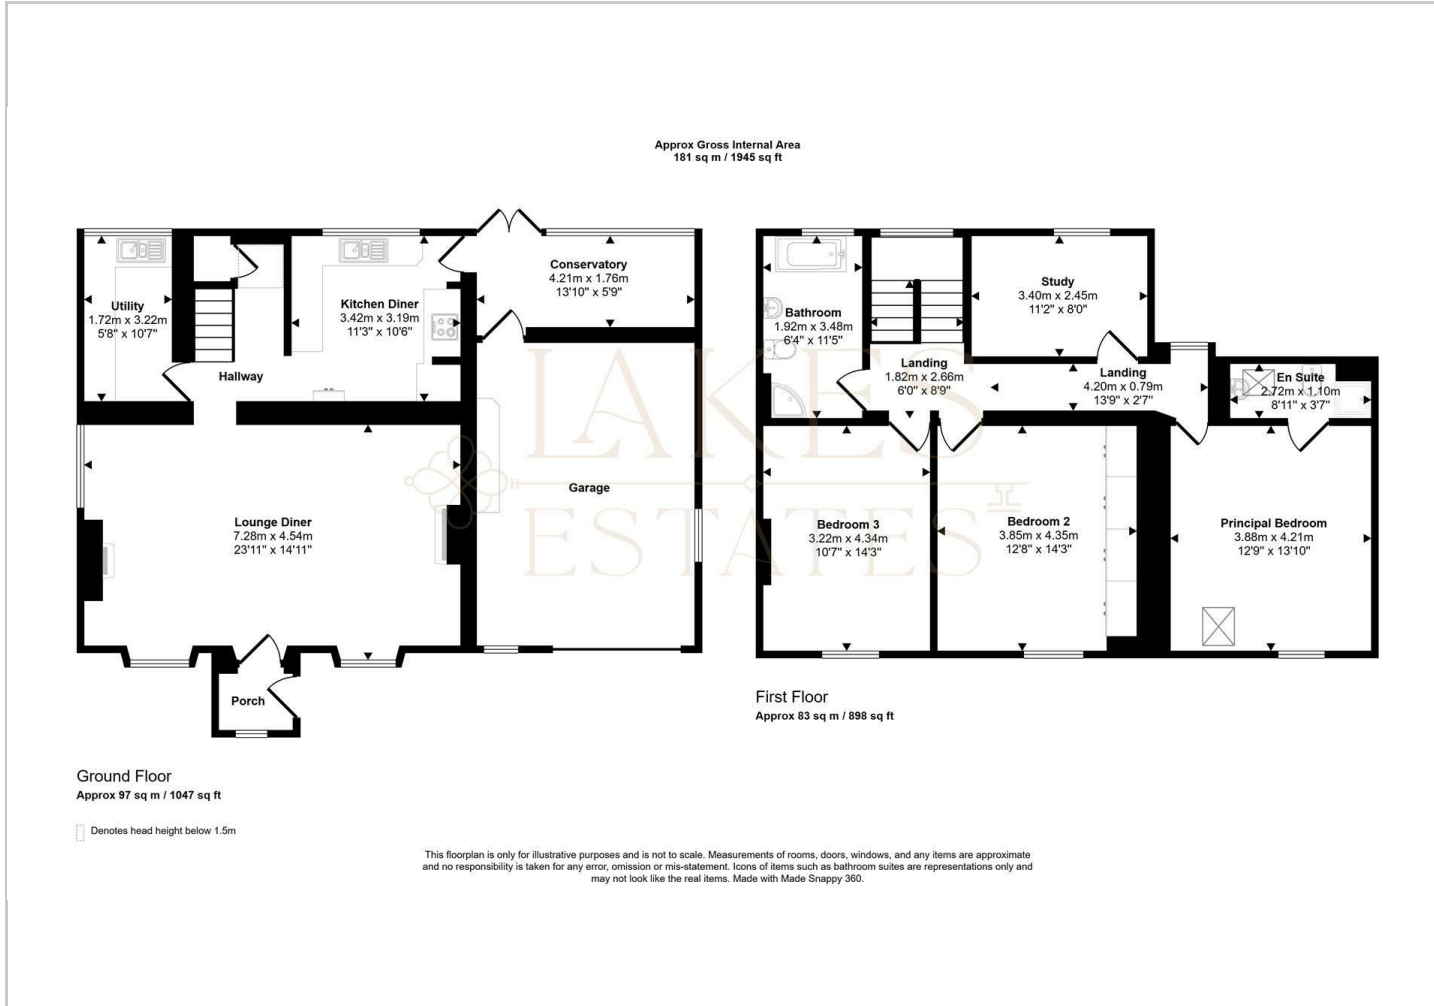 Approx Gross Internal Area
181 sq m / 1945 sq ft
Utility
1.72m x 3.22m
5'8" x 10'7"
Hallway
Kitchen Diner
3.42m x 3.19m
11'3" x 10'6"
Conservatory
4.21m x 1.76m
13'10" x 5'9"
Lounge Diner
7.28m x 4.54m
23'11" x 14'11"
Garage
Porch
Ground Floor
Approx 97 sq m / 1047 sq ft
Denotes head height below 1.5m
Bathroom
1.92m x 3.48m
6'4" x 11'5"
Landing
1.82m x 2.66m
6'0" x 8'9"
Study
3.40m x 2.45m
11'2" x 8'0"
Landing
4.20m x 0.79m
13'9" x 2'7"
En Suite
2.72m x 1.10m
8'11" x 3'7"
Bedroom 3
3.22m x 4.34m
10'7" x 14'3"
Bedroom 2
3.85m x 4.35m
12'8" x 14'3"
Principal Bedroom
3.88m x 4.21m
12'9" x 13'10"
First Floor
Approx 83 sq m / 898 sq ft
LAKES
ESTATES
This floorplan is only for illustrative purposes and is not to scale. Measurements of rooms, doors, windows, and any items are approximate
and no responsibility is taken for any error, omission or mis-statement. Icons of items such as bathroom suites are representations only and
may not look like the real items. Made with Made Snappy 360.